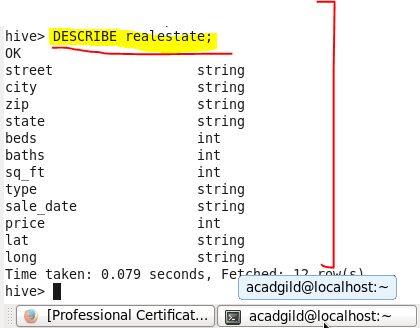 hive> DESCRIBE realestate;
OK
street string
city string
zip string
state string
beds int
baths int
sq_ft int
type string
sale_date string
price int
lat string
long string
Time taken: 0.079 seconds, Fetched: 12 row(s)
hive>
acadgild@localhost:~
[Professional Certificat...
acadgild@localhost:~